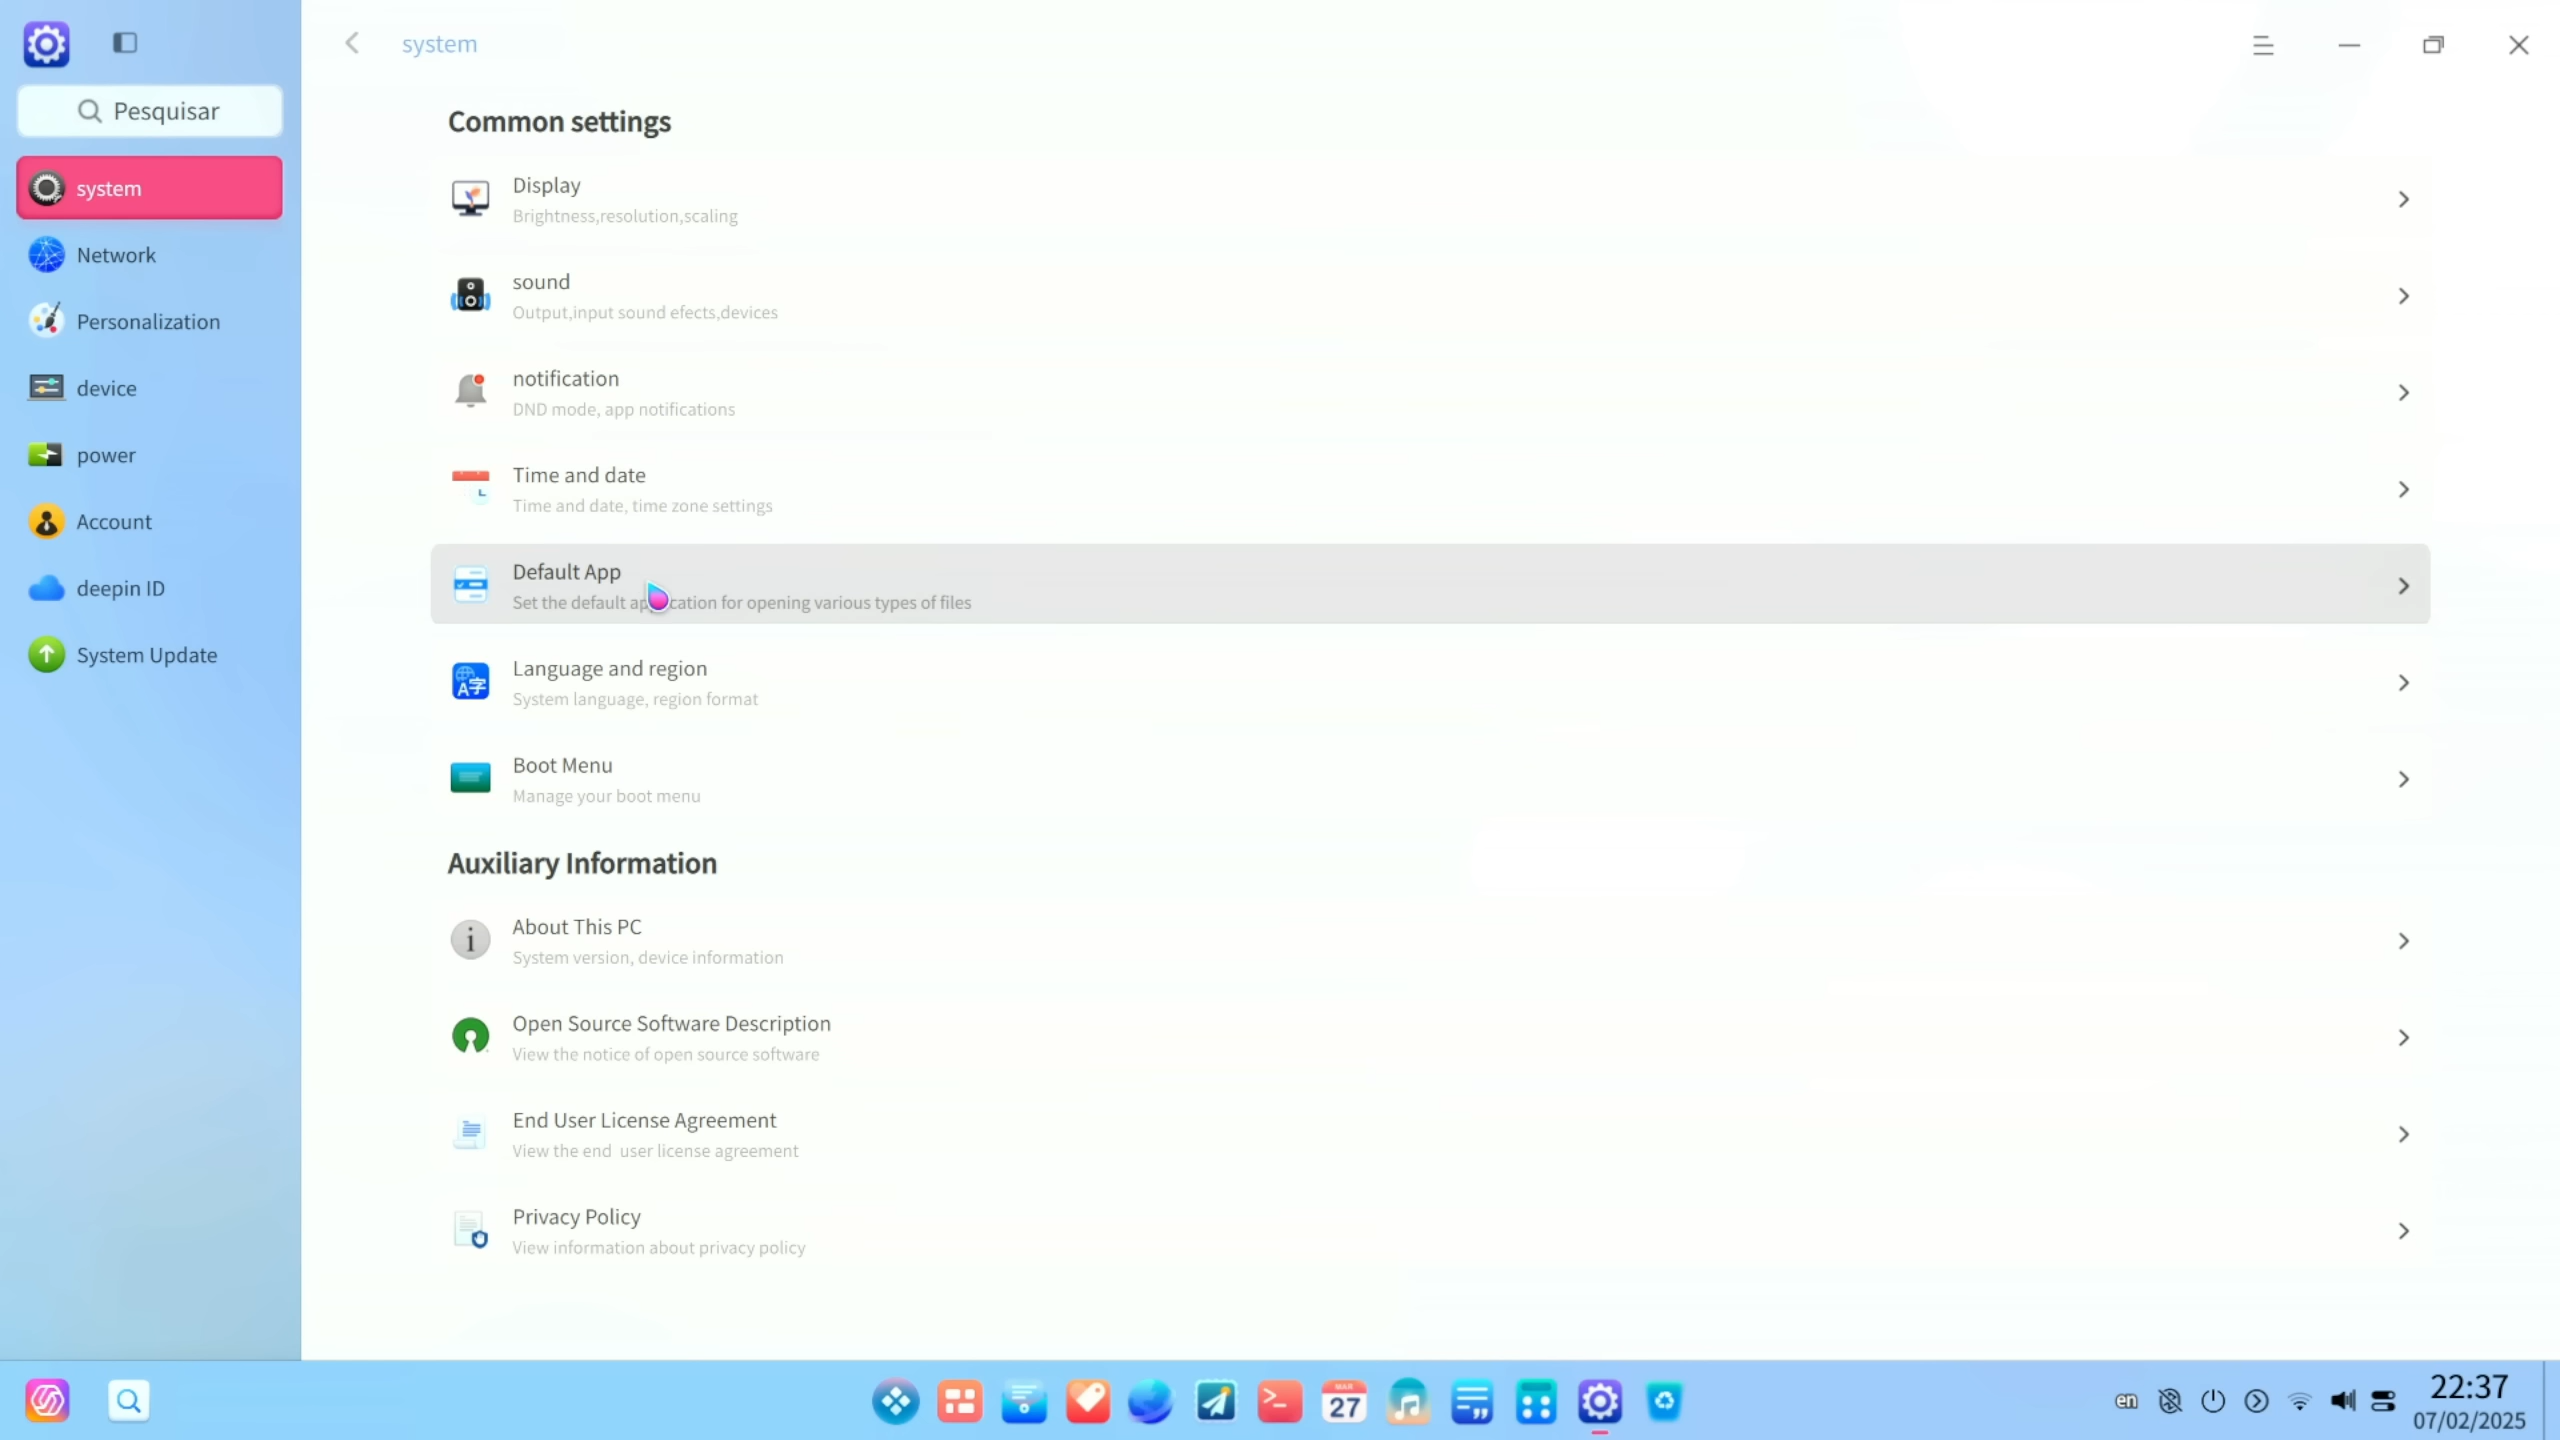 system
Pesquisar
system
Network
Personalization
device
power
Account
deepin ID
System Update
Common settings
Display
Brightness,resolution,scaling
sound
Output,input sound efects,devices
notification
DND mode, app notifications
Time and date
Time and date, time zone settings
Default App
Set the default application for opening various types of files
Language and region
System language, region format
Boot Menu
Manage your boot menu
Auxiliary Information
About This PC
System version, device information
Open Source Software Description
View the notice of open source software
End User License Agreement
View the end  user license agreement
Privacy Policy
View information about privacy policy
MAR
27
en
22:37
07/02/2025